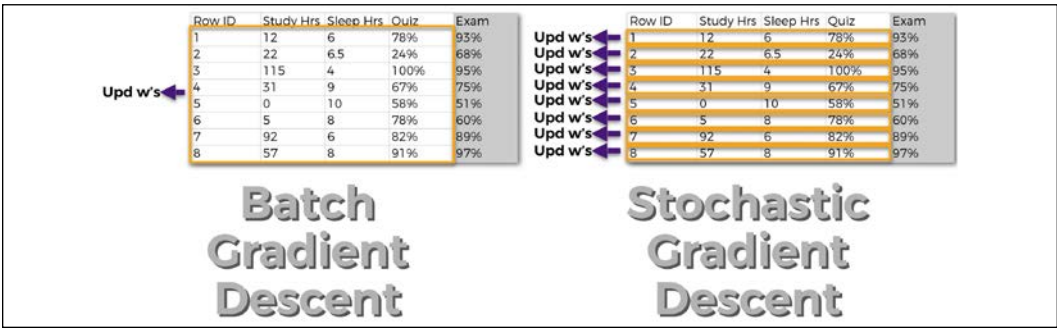 Row ID Study Hrs Sleep Hrs Quiz Exam
1 12 6 78% 93%
2 22 6.5 24% 68%
3 115 4 100% 95%
4 31 9 67% 75%
5 0 10 58% 51%
6 5 8 78% 60%
7 92 6 82% 89%
8 57 8 91% 97%
Upd w's
Batch
Gradient
Descent
Row ID Study Hrs Sleep Hrs Quiz Exam
Upd w's 1 12 6 78% 93%
Upd w's 2 22 6.5 24% 68%
Upd w's 3 115 4 100% 95%
Upd w's 4 31 9 67% 75%
Upd w's 5 0 10 58% 51%
Upd w's 6 5 8 78% 60%
Upd w's 7 92 6 82% 89%
Upd w's 8 57 8 91% 97%
Stochastic
Gradient
Descent